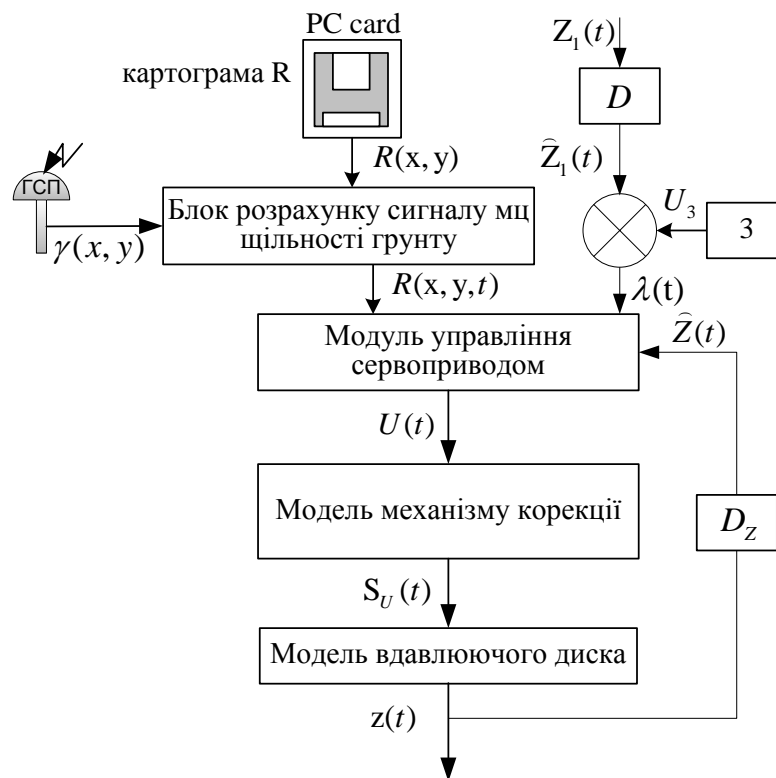 PC card
картограма R
R(x, y)
ГСП
γ(x, y)
Блок розрахунку сигналу мц
щільності грунту
R(x, y, t)
Z₁(t)
D
Ẑ₁(t)
U₃
З
λ(t)
Модуль управління
сервоприводом
Ẑ(t)
U(t)
Модель механізму корекції
D_Z
S_U(t)
Модель вдавлюючого диска
z(t)